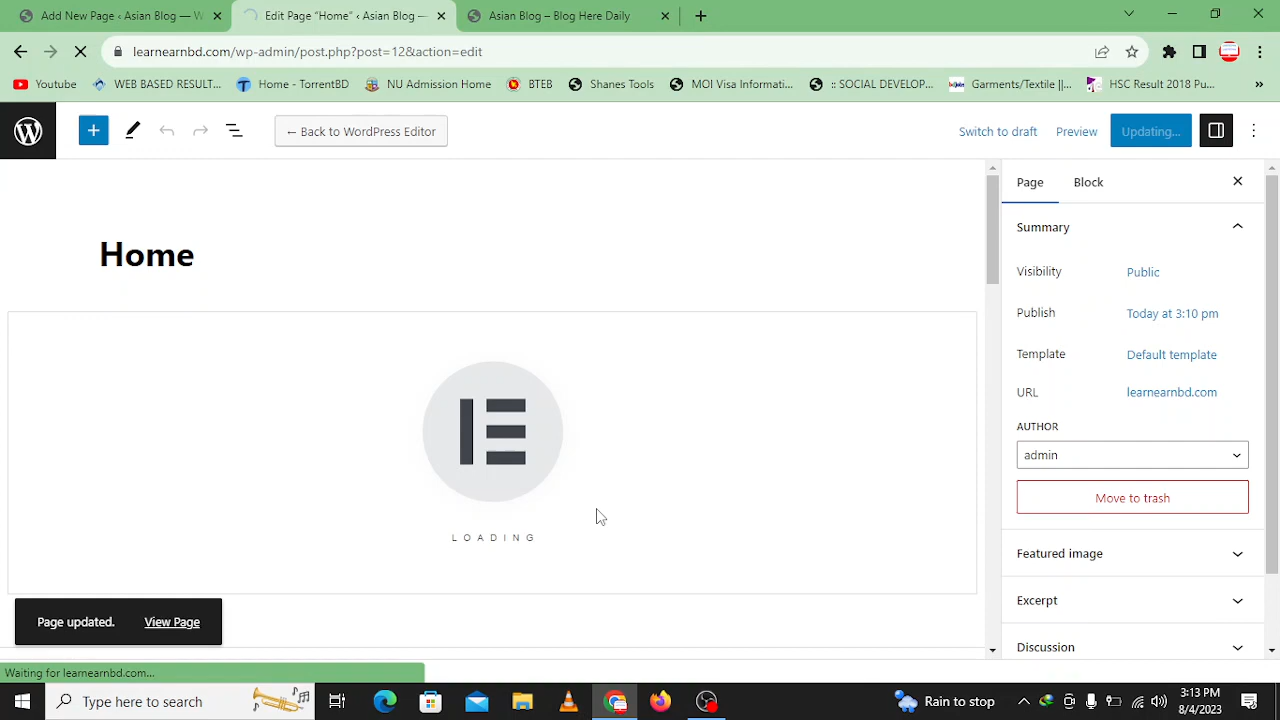 Add New Page ‹ Asian Blog — W
Edit Page “Home” ‹ Asian Blog —
Asian Blog – Blog Here Daily
learnearnbd.com/wp-admin/post.php?post=12&action=edit
Youtube
WEB BASED RESULT...
Home - TorrentBD
NU Admission Home
BTEB
Shanes Tools
MOI Visa Informati...
:: SOCIAL DEVELOP...
Garments/Textile ||...
HSC Result 2018 Pu...
»
← Back to WordPress Editor
Switch to draft
Preview
Updating...
Page
Block
Summary
Home
Visibility
Public
Publish
Today at 3:10 pm
Template
Default template
URL
learnearnbd.com
AUTHOR
admin
Move to trash
LOADING
Featured image
Excerpt
Discussion
Page updated.
View Page
Waiting for learnearnbd.com...
Type here to search
Rain to stop
3:13 PM
8/4/2023